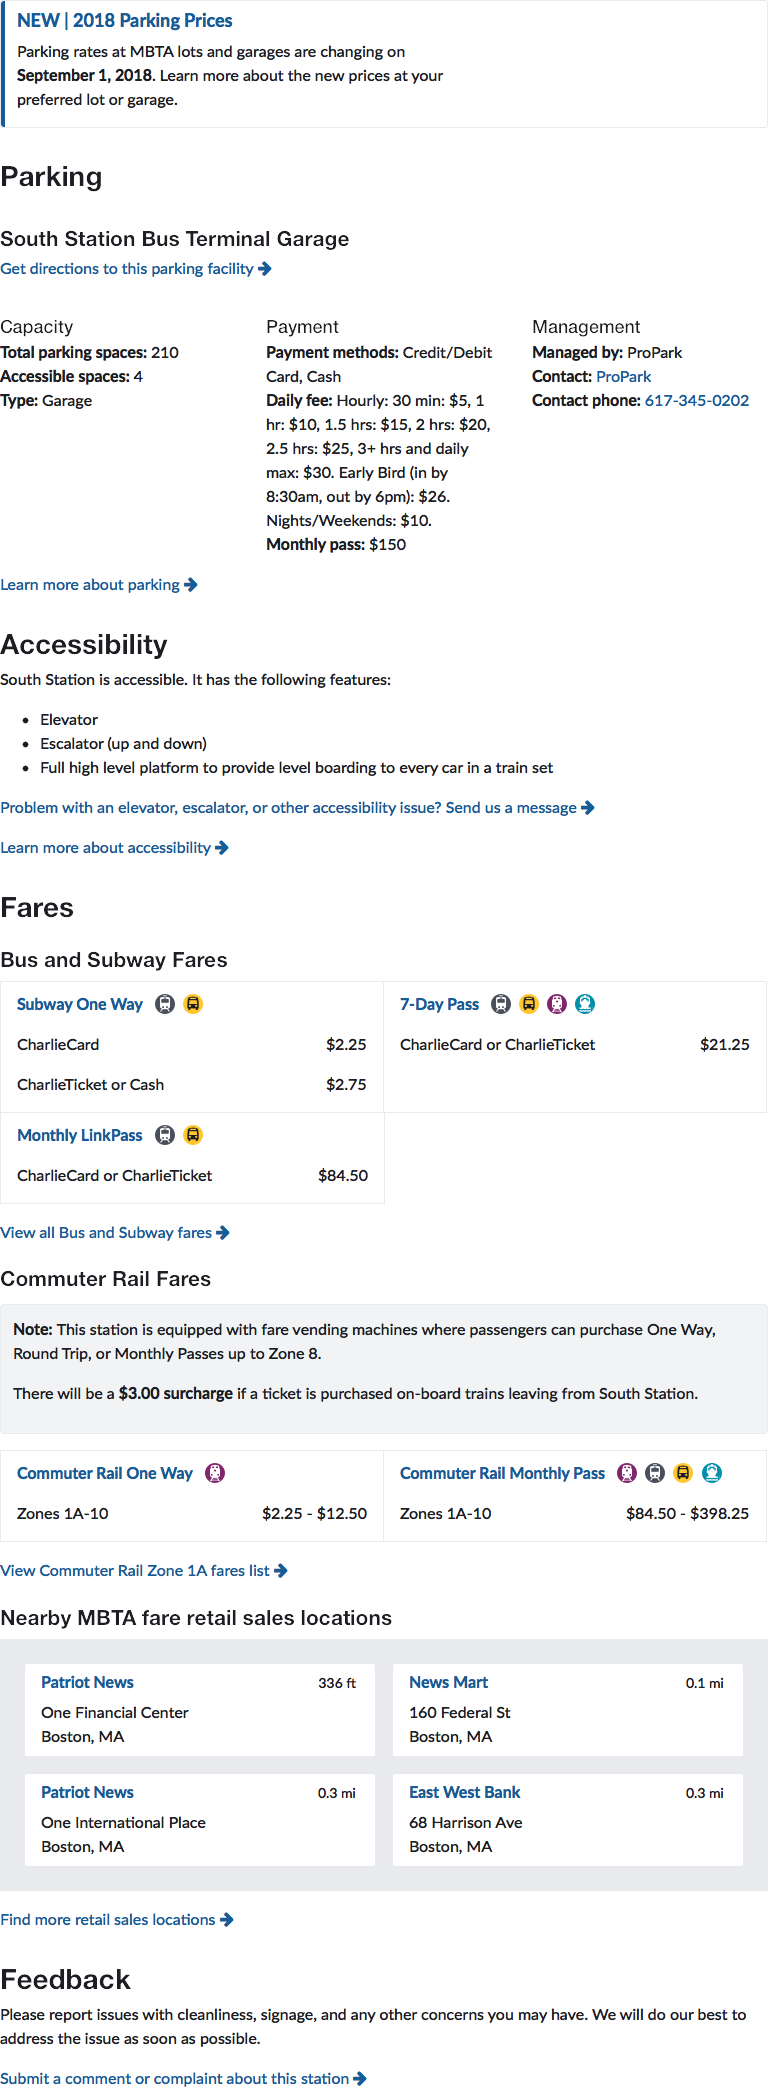 NEW | 2018 Parking Prices
Parking rates at MBTA lots and garages are changing on
September 1, 2018. Learn more about the new prices at your
preferred lot or garage.
Parking
South Station Bus Terminal Garage
Get directions to this parking facility
Capacity
Total parking spaces: 210
Accessible spaces: 4
Type: Garage
Payment
Payment methods: Credit/Debit
Card, Cash
Daily fee: Hourly: 30 min: $5, 1
hr: $10, 1.5 hrs: $15, 2 hrs: $20,
2.5 hrs: $25, 3+ hrs and daily
max: $30. Early Bird (in by
8:30am, out by 6pm): $26.
Nights/Weekends: $10.
Monthly pass: $150
Management
Managed by: ProPark
Contact: ProPark
Contact phone: 617-345-0202
Learn more about parking
Accessibility
South Station is accessible. It has the following features:
• Elevator
• Escalator (up and down)
• Full high level platform to provide level boarding to every car in a train set
Problem with an elevator, escalator, or other accessibility issue? Send us a message
Learn more about accessibility
Fares
Bus and Subway Fares
Subway One Way
CharlieCard $2.25
CharlieTicket or Cash $2.75
7-Day Pass
CharlieCard or CharlieTicket $21.25
Monthly LinkPass
CharlieCard or CharlieTicket $84.50
View all Bus and Subway fares
Commuter Rail Fares
Note: This station is equipped with fare vending machines where passengers can purchase One Way,
Round Trip, or Monthly Passes up to Zone 8.
There will be a $3.00 surcharge if a ticket is purchased on-board trains leaving from South Station.
Commuter Rail One Way
Zones 1A-10 $2.25 - $12.50
Commuter Rail Monthly Pass
Zones 1A-10 $84.50 - $398.25
View Commuter Rail Zone 1A fares list
Nearby MBTA fare retail sales locations
Patriot News 336 ft
One Financial Center
Boston, MA
News Mart 0.1 mi
160 Federal St
Boston, MA
Patriot News 0.3 mi
One International Place
Boston, MA
East West Bank 0.3 mi
68 Harrison Ave
Boston, MA
Find more retail sales locations
Feedback
Please report issues with cleanliness, signage, and any other concerns you may have. We will do our best to
address the issue as soon as possible.
Submit a comment or complaint about this station